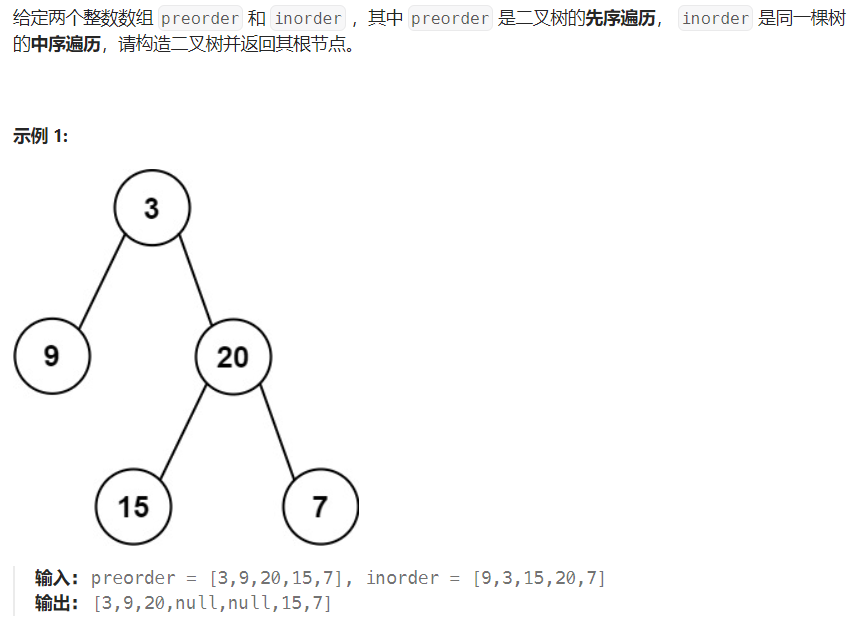 给定两个整数数组 preorder 和 inorder ，其中 preorder 是二叉树的先序遍历， inorder 是同一棵树
的中序遍历，请构造二叉树并返回其根节点。
示例 1:
3
9
20
15
7
输入: preorder = [3,9,20,15,7], inorder = [9,3,15,20,7]
输出: [3,9,20,null,null,15,7]